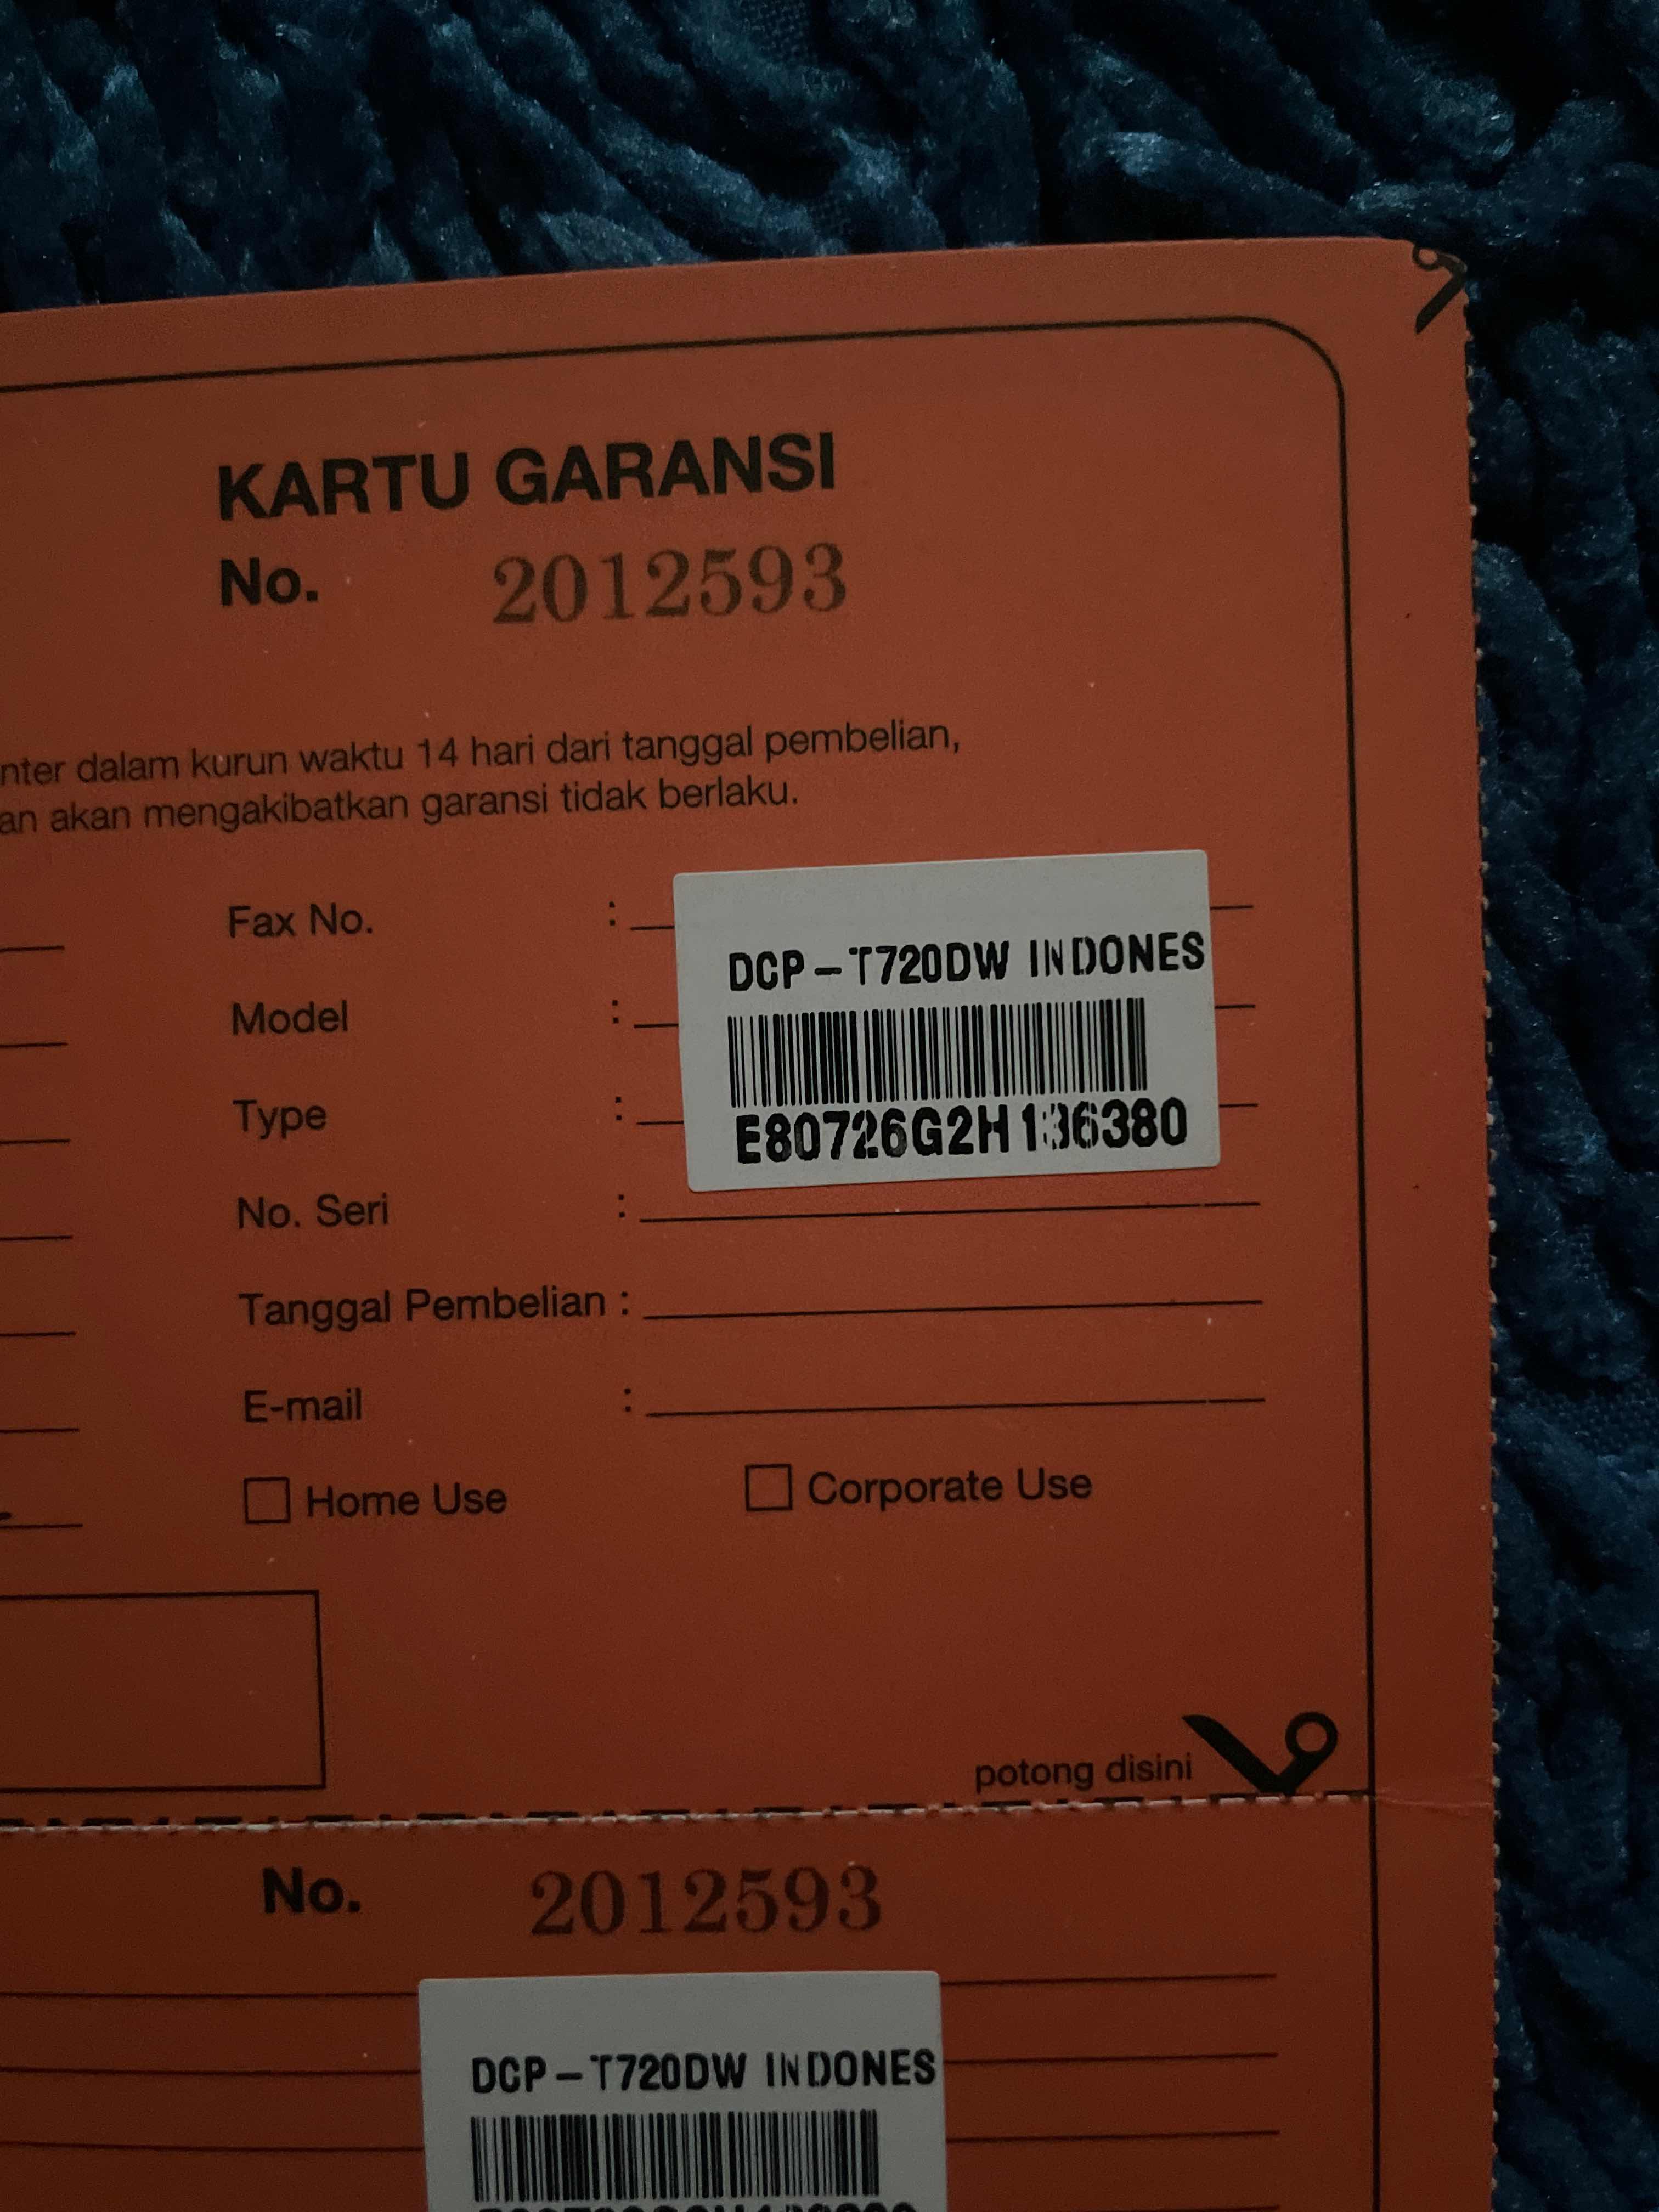 KARTU GARANSI
No. 2012593
dalam kurun waktu 14 hari dari tanggal pembelian,
akan mengakibatkan garansi tidak berlaku.
Fax No. :
DCP-T720DW INDONES
Model :
Type :
E80726G2H136380
No. Seri :
Tanggal Pembelian :
E-mail :
Home Use Corporate Use
potong disini
No. 2012593
DCP-T720DW INDONES